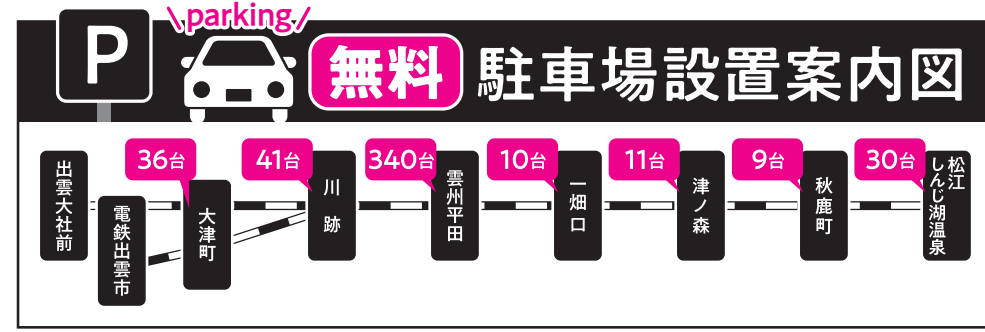 P
parking
無料
駐車場設置案内図
36台
41台
340台
10台
11台
9台
30台
出雲大社前
電鉄出雲市
大津町
川跡
雲州平田
一畑口
津ノ森
秋鹿町
松江
しんじ湖温泉